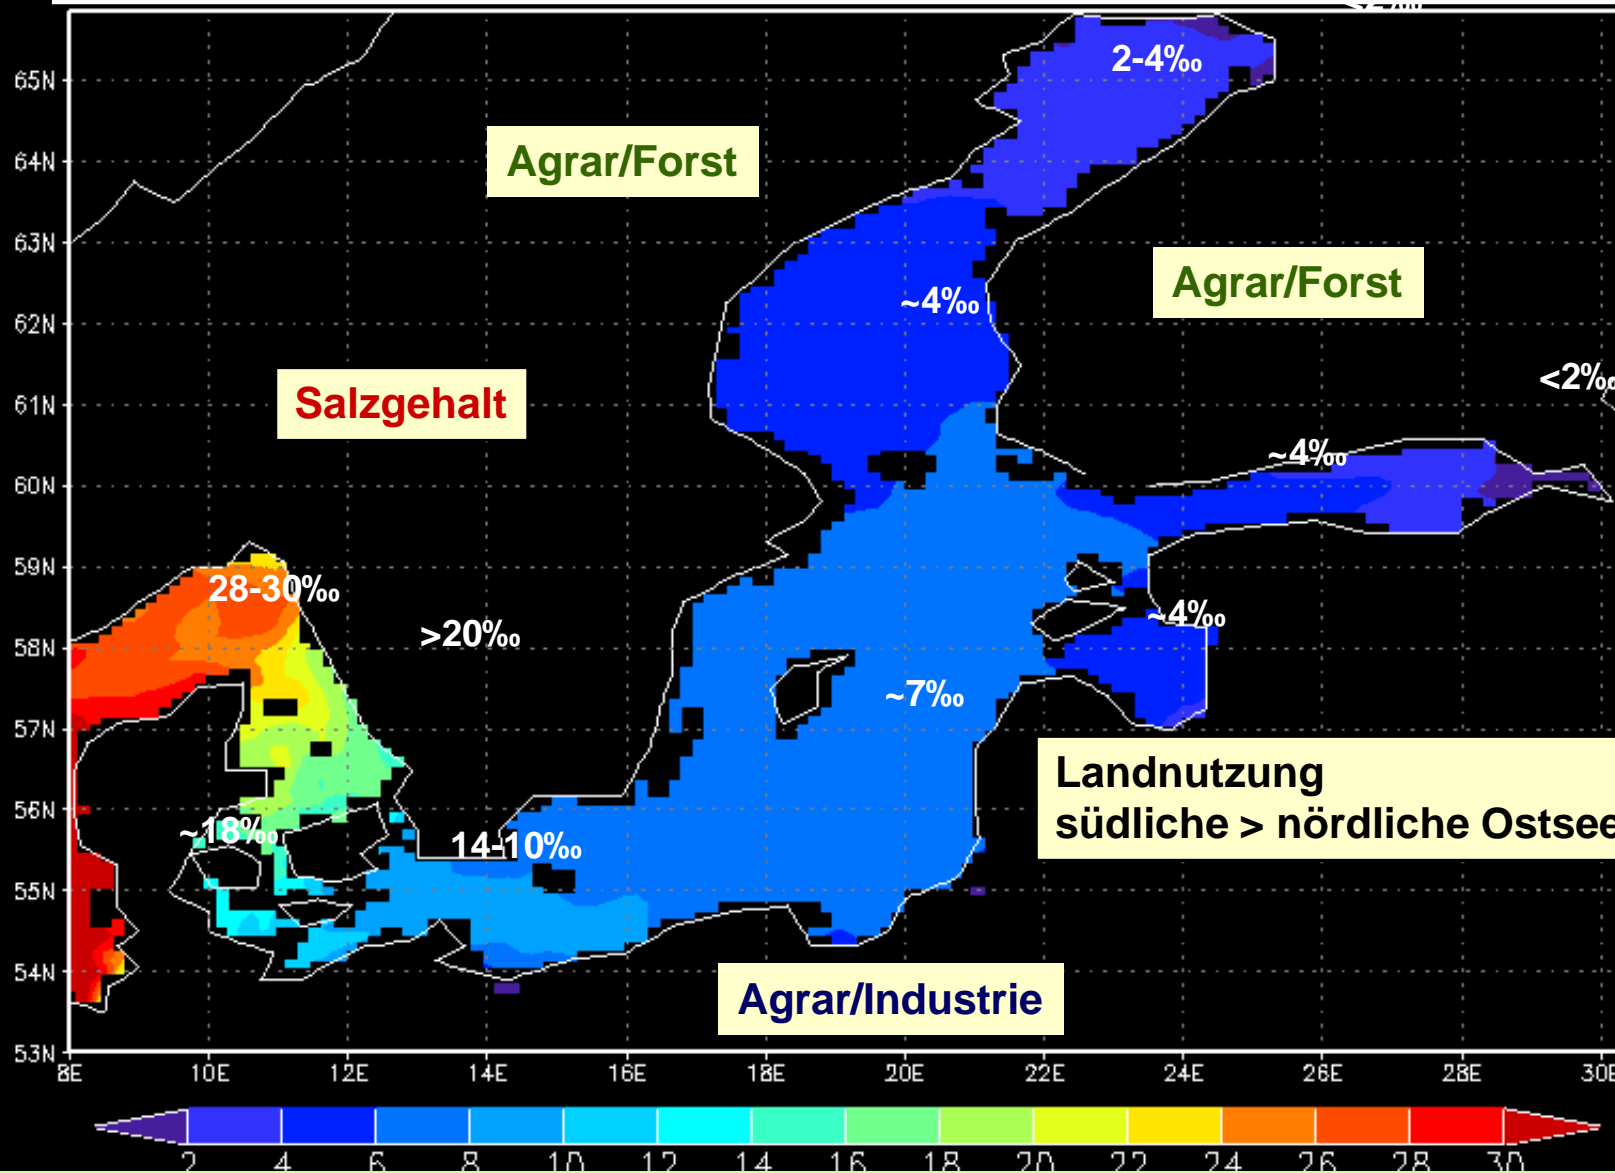 <2‰
65N
2-4‰
64N
Agrar/Forst
63N
Agrar/Forst
62N
~4‰
61N
Salzgehalt
<2‰
60N
~4‰
59N
28-30‰
58N
>20‰
~4‰
57N
~7‰
Landnutzung
südliche > nördliche Ostsee
56N
~18‰
14-10‰
55N
54N
Agrar/Industrie
53N
8E 10E 12E 14E 16E 18E 20E 22E 24E 26E 28E 30E
2 4 6 8 10 12 14 16 18 20 22 24 26 28 30